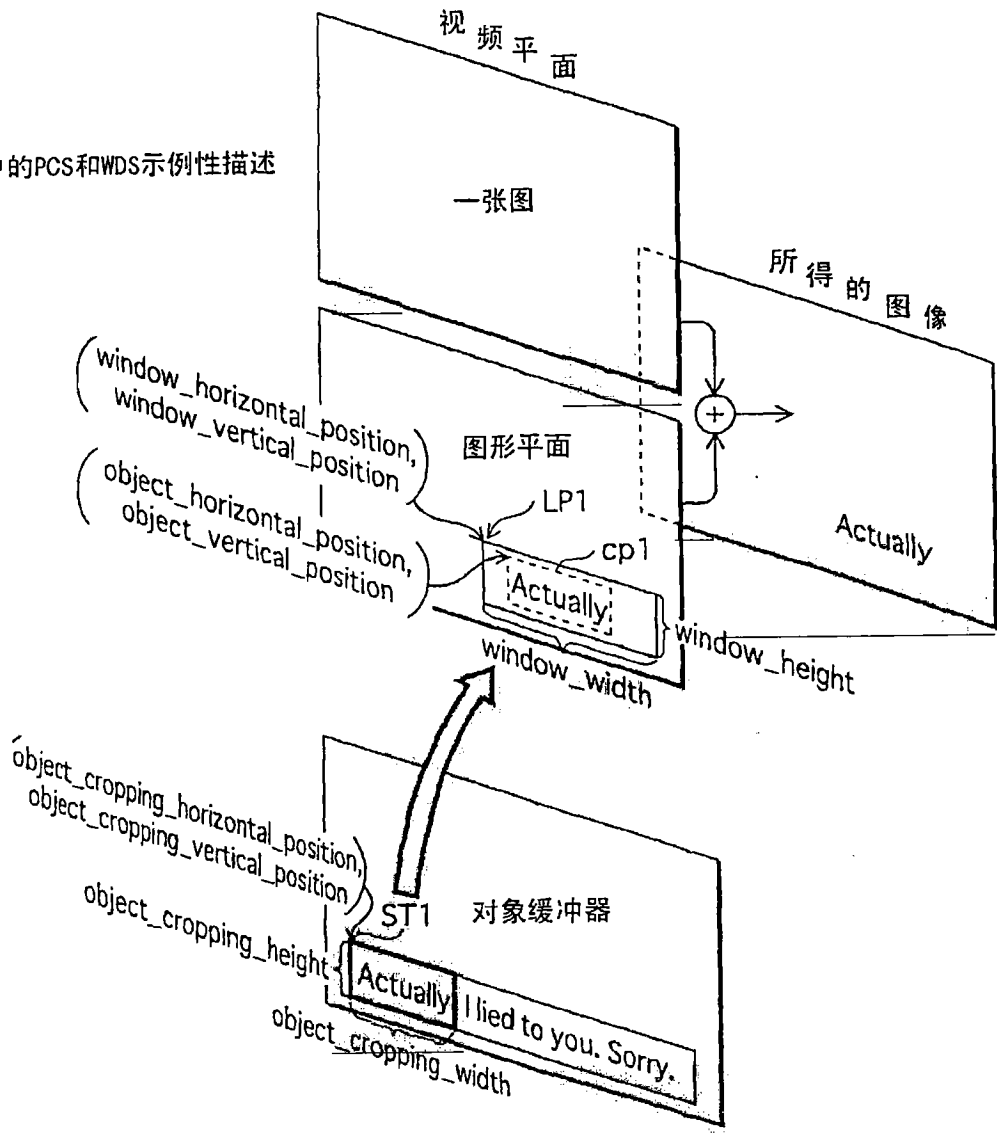 视频平面
的PCS和WDS示例性描述
一张图
所得的图像
window_horizontal_position,
window_vertical_position
图形平面
object_horizontal_position,
object_vertical_position
LP1
cp1
Actually
Actually
window_height
window_width
object_cropping_horizontal_position,
object_cropping_vertical_position
ST1
对象缓冲器
object_cropping_height
Actually I lied to you. Sorry.
object_cropping_width